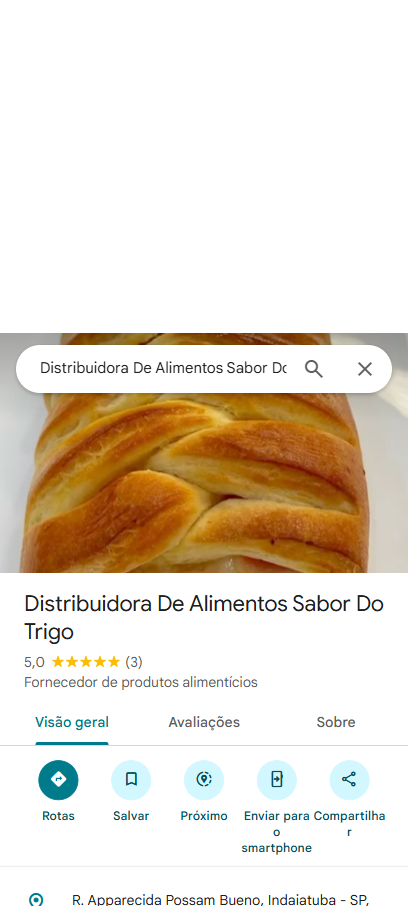 Distribuidora De Alimentos Sabor Do
Distribuidora De Alimentos Sabor Do
Trigo
5,0 ★★★★★ (3)
Fornecedor de produtos alimentícios
Visão geral Avaliações Sobre
Rotas Salvar Próximo Enviar para o smartphone Compartilhar
R. Apparecida Possam Bueno, Indaiatuba - SP,